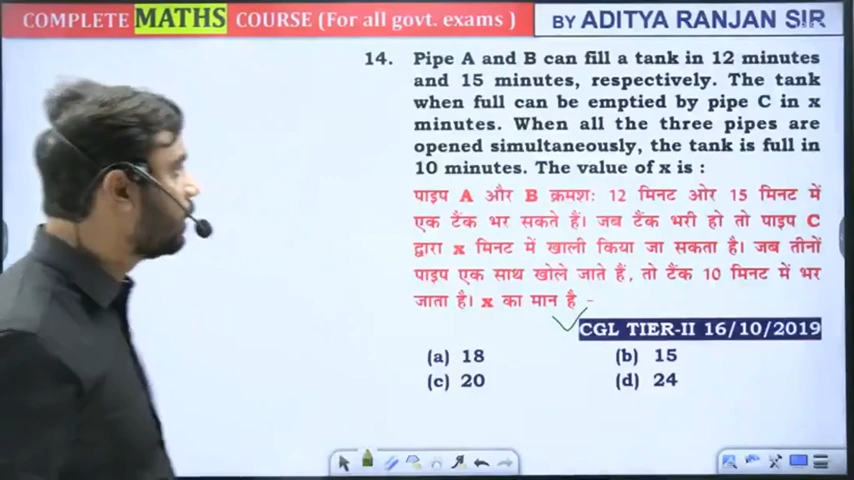 COMPLETE MATHS COURSE (For all govt. exams) BY ADITYA RANJAN SIR
14. Pipe A and B can fill a tank in 12 minutes
and 15 minutes, respectively. The tank
when full can be emptied by pipe C in x
minutes. When all the three pipes are
opened simultaneously, the tank is full in
10 minutes. The value of x is :
पाइप A और B क्रमश: 12 मिनट ओर 15 मिनट में
एक टैंक भर सकते हैं। जब टैंक भरी हो तो पाइप C
द्वारा x मिनट में खाली किया जा सकता है। जब तीनों
पाइप एक साथ खोले जाते हैं, तो टैंक 10 मिनट में भर
जाता है। x का मान है -
CGL TIER-II 16/10/2019
(a) 18 (b) 15
(c) 20 (d) 24